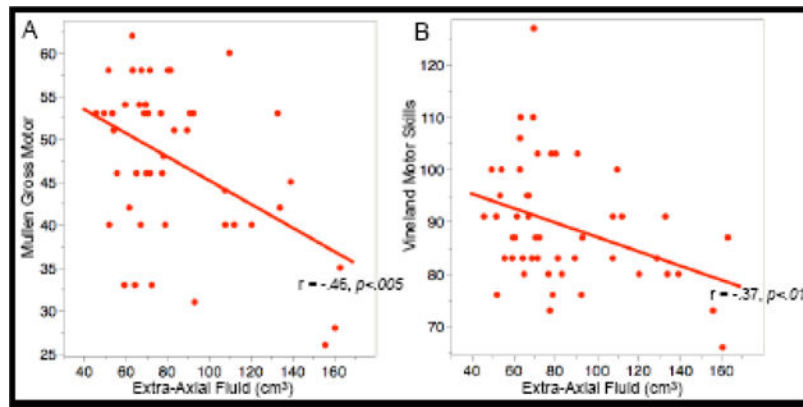 A
Mullen Gross Motor
60
55
50
45
40
35
30
25
r = -.46, p<.005
40 60 80 100 120 140 160
Extra-Axial Fluid (cm³)
B
Vineland Motor Skills
120
110
100
90
80
70
r = -.37, p<.01
40 60 80 100 120 140 160
Extra-Axial Fluid (cm³)